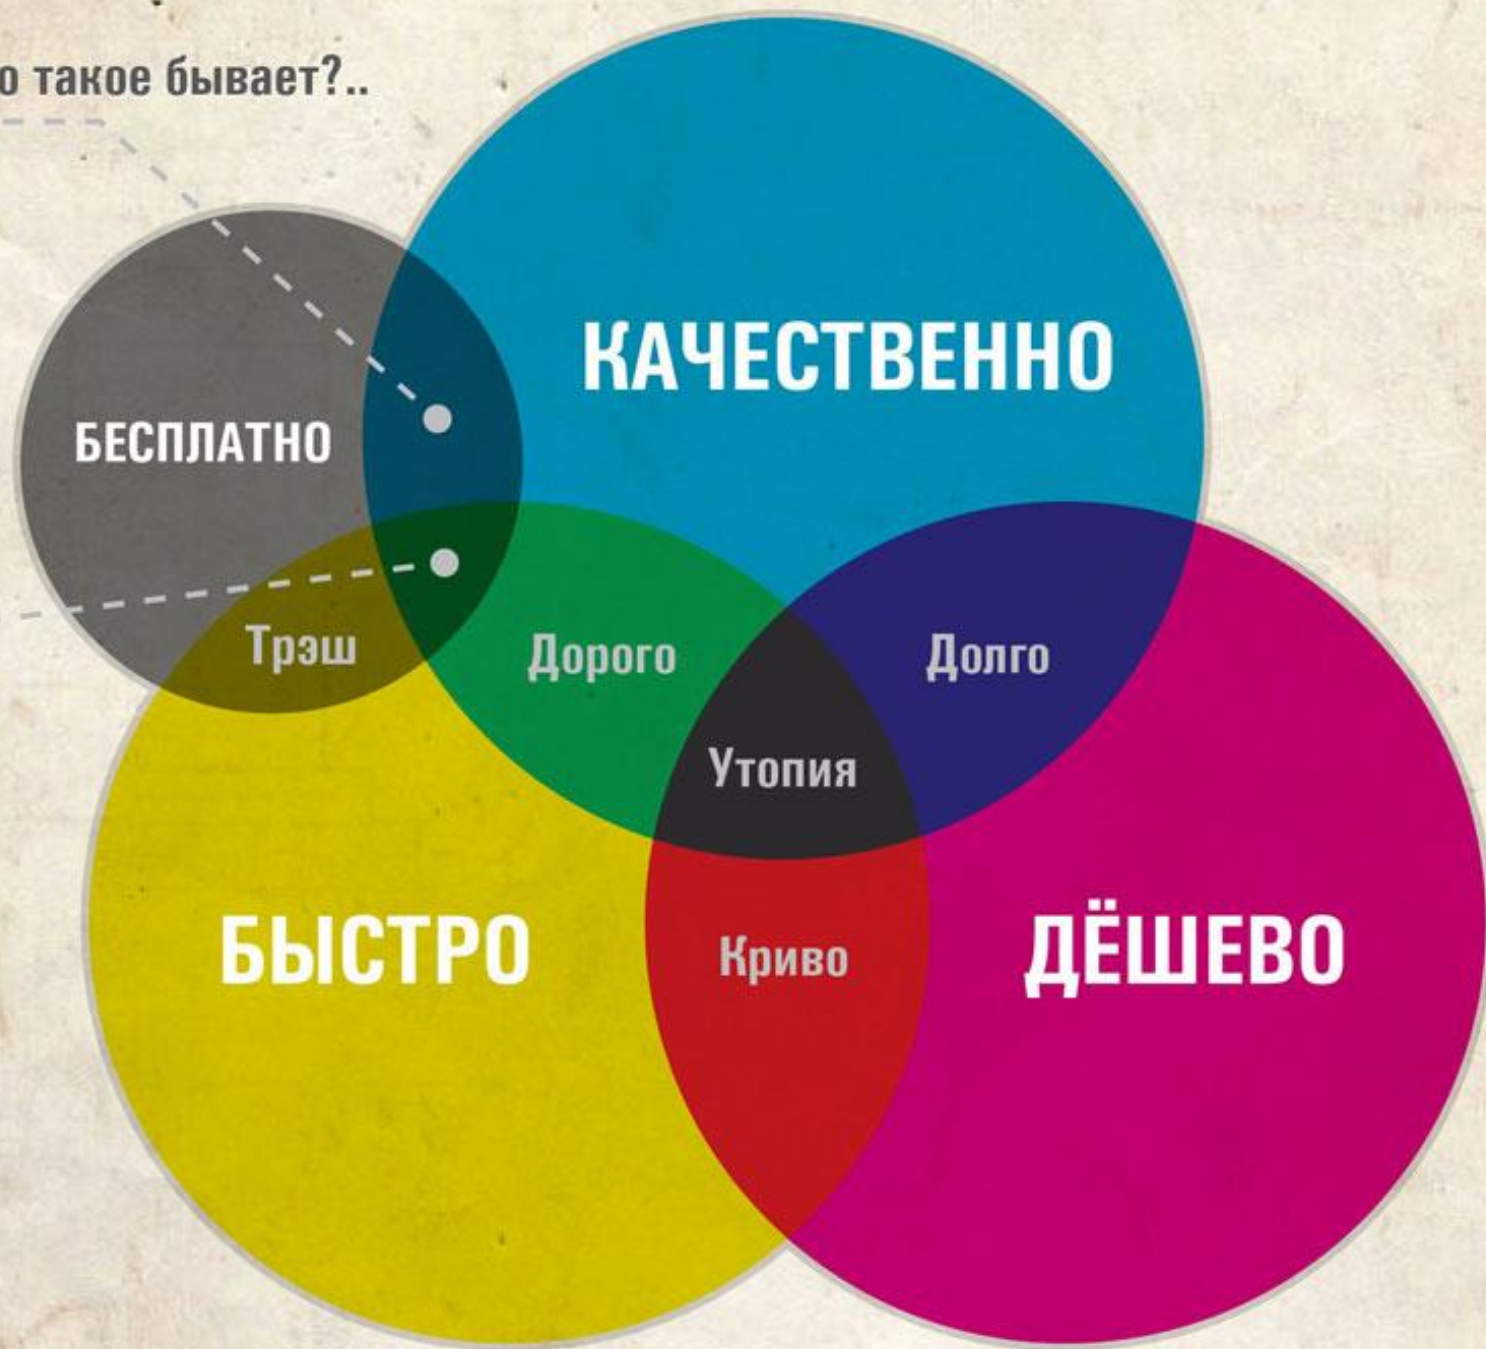 о такое бывает?..
КАЧЕСТВЕННО
БЕСПЛАТНО
Трэш
Дорого
Долго
Утопия
БЫСТРО
Криво
ДЁШЕВО